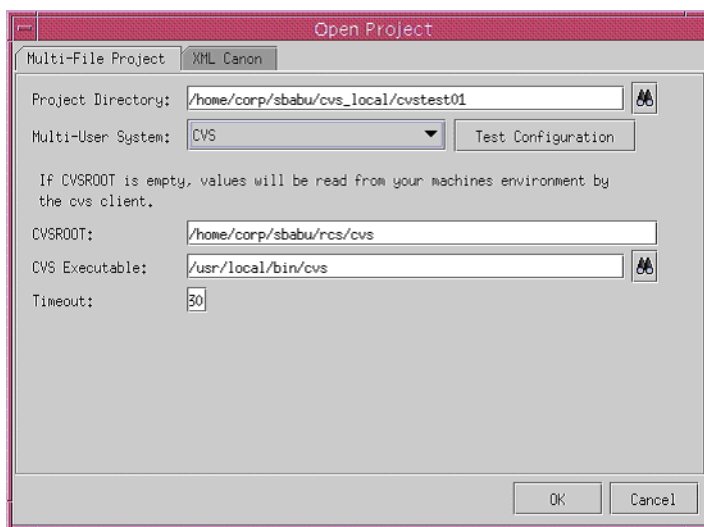 Open Project
Multi-File Project XML Canon
Project Directory: /home/corp/sbabu/cvs_local/cvstest01
Multi-User System: CVS Test Configuration
If CVSROOT is empty, values will be read from your machines environment by
the cvs client.
CVSROOT: /home/corp/sbabu/rcs/cvs
CVS Executable: /usr/local/bin/cvs
Timeout: 30
OK Cancel